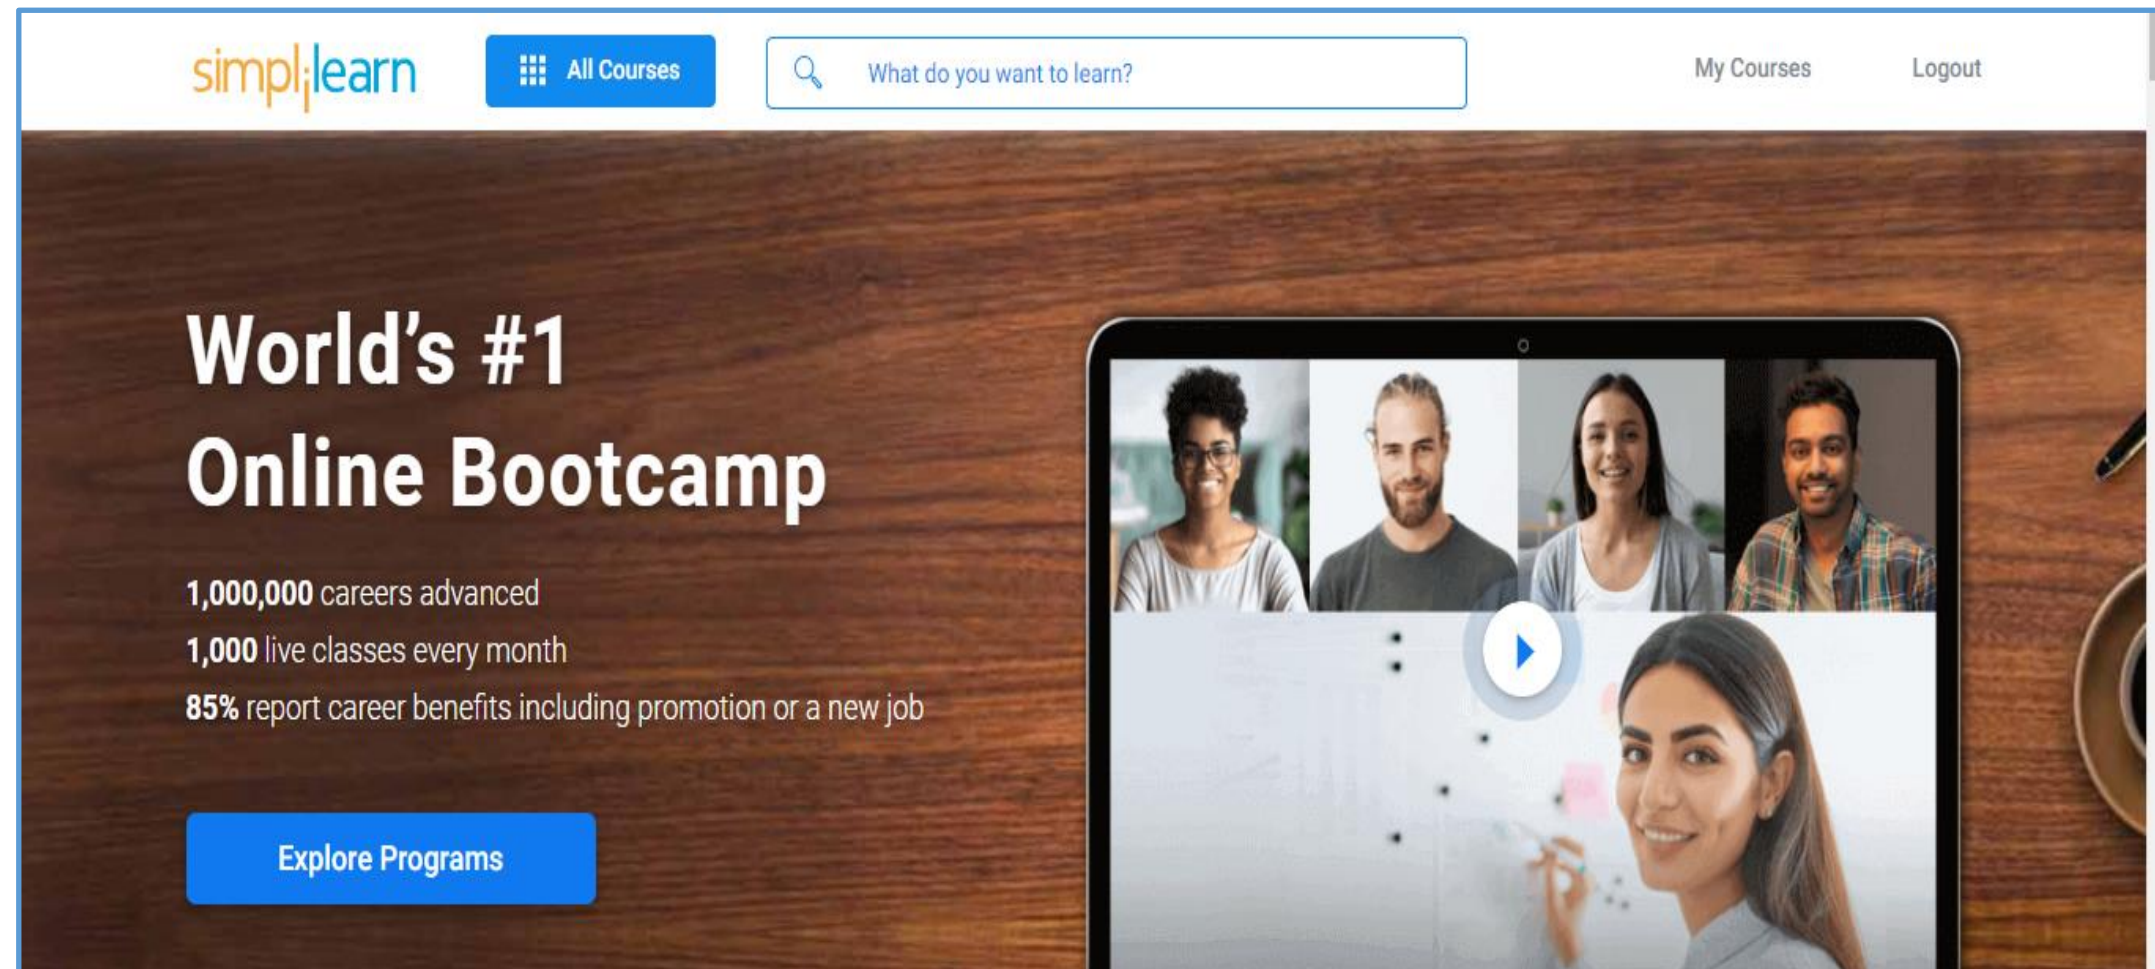 simplilearn
All Courses
What do you want to learn?
My Courses
Logout
World's #1
Online Bootcamp
1,000,000 careers advanced
1,000 live classes every month
85% report career benefits including promotion or a new job
Explore Programs